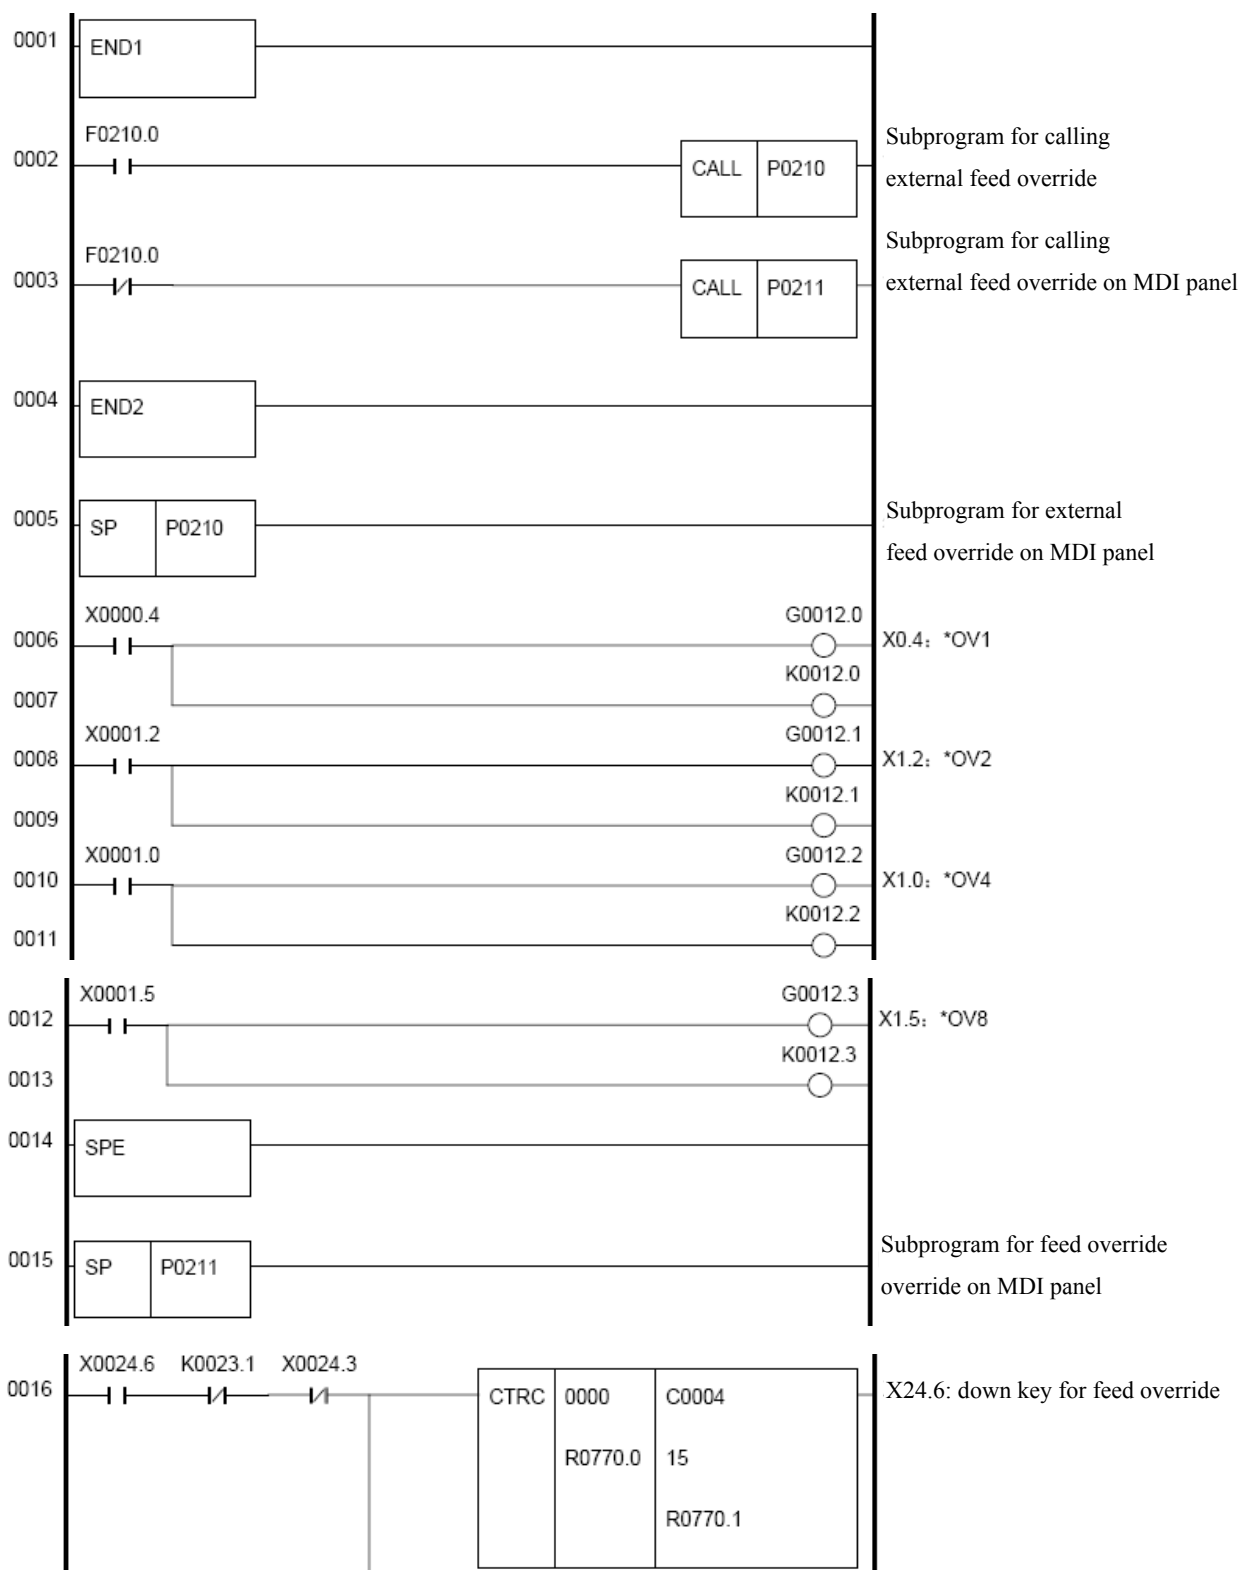 0001
END1
F0210.0
0002
CALL P0210
Subprogram for calling
external feed override
F0210.0
0003
CALL P0211
Subprogram for calling
external feed override on MDI panel
0004
END2
0005
SP P0210
Subprogram for external
feed override on MDI panel
X0000.4 G0012.0
0006 X0.4: *OV1
K0012.0
0007
X0001.2 G0012.1
0008 X1.2: *OV2
K0012.1
0009
X0001.0 G0012.2
0010 X1.0: *OV4
K0012.2
0011
X0001.5 G0012.3
0012 X1.5: *OV8
K0012.3
0013
0014
SPE
0015
SP P0211
Subprogram for feed override
override on MDI panel
X0024.6 K0023.1 X0024.3
0016 CTRC 0000 C0004 X24.6: down key for feed override
R0770.0 15
R0770.1